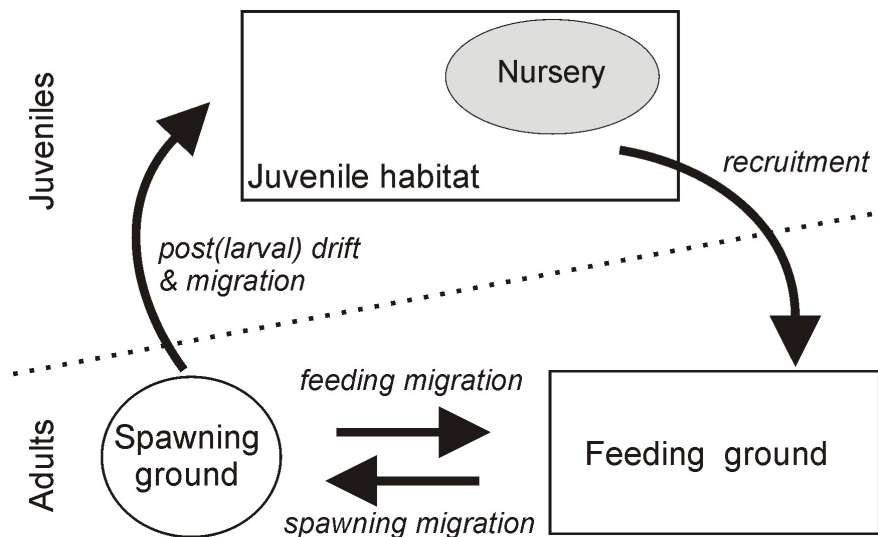 Juveniles
Nursery
Juvenile habitat
recruitment
post(larval) drift
& migration
Adults
feeding migration
Spawning
ground
Feeding ground
spawning migration